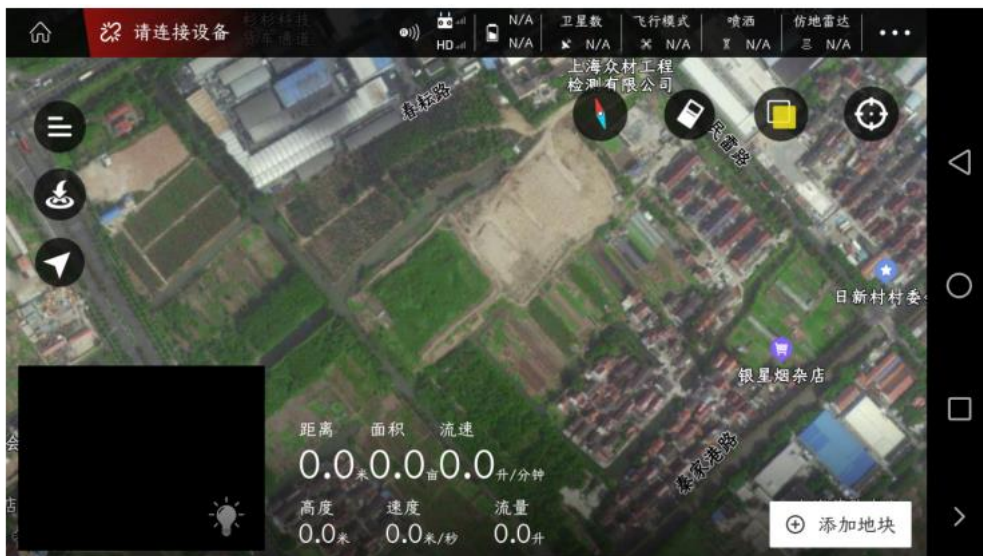 请连接设备
HD
N/A
N/A
卫星数
N/A
飞行模式
N/A
喷洒
N/A
仿地雷达
N/A
上海众材工程
检测有限公司
春耘路
民雷路
日新村村委
银星烟杂店
秦家港路
距离 面积 流速
0.0米 0.0亩 0.0升/分钟
高度 速度 流量
0.0米 0.0米/秒 0.0升
添加地块